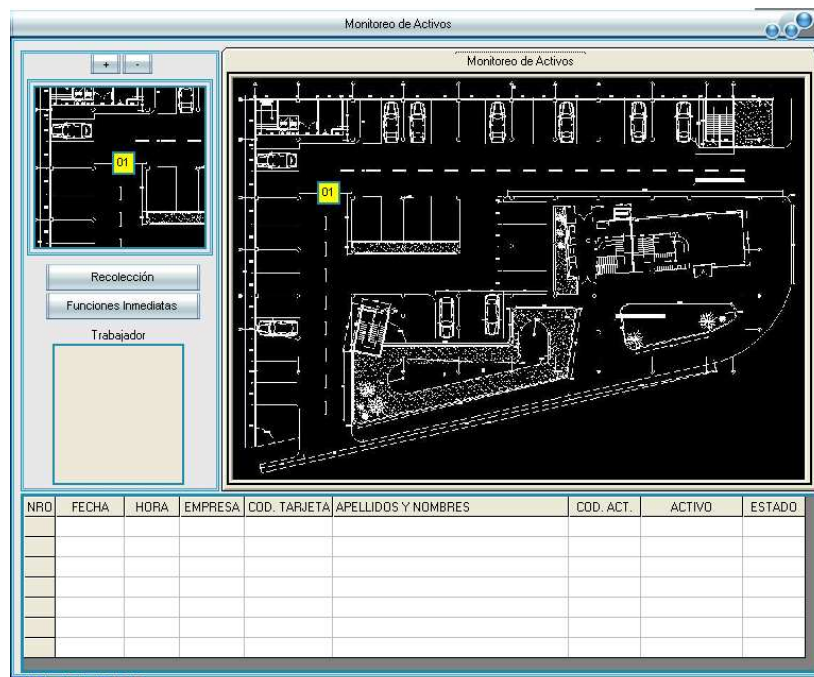 Monitoreo de Activos
+ -
Monitoreo de Activos
01
01
Recolección
Funciones Inmediatas
Trabajador
NRO FECHA HORA EMPRESA COD. TARJETA APELLIDOS Y NOMBRES COD. ACT. ACTIVO ESTADO